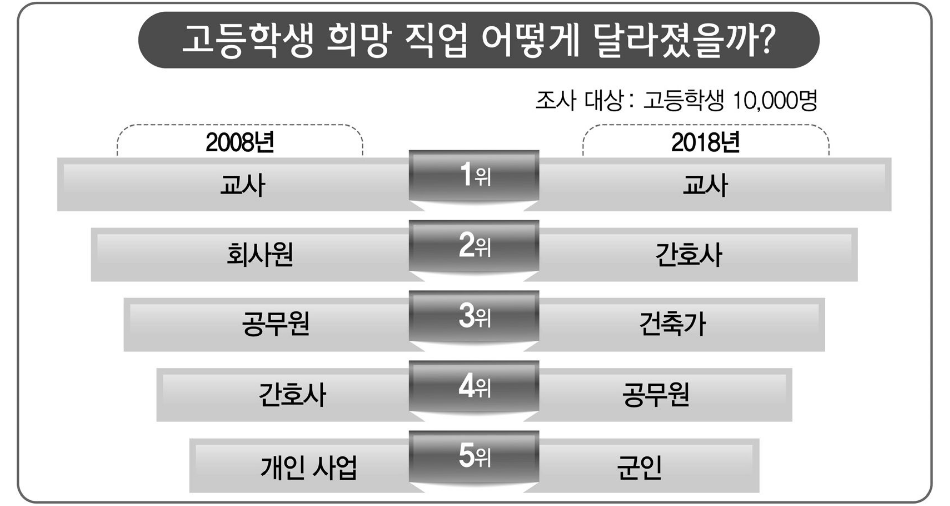 고등학생 희망 직업 어떻게 달라졌을까?
조사 대상: 고등학생 10,000명
2008년 2018년
교사 1위 교사
회사원 2위 간호사
공무원 3위 건축가
간호사 4위 공무원
개인 사업 5위 군인